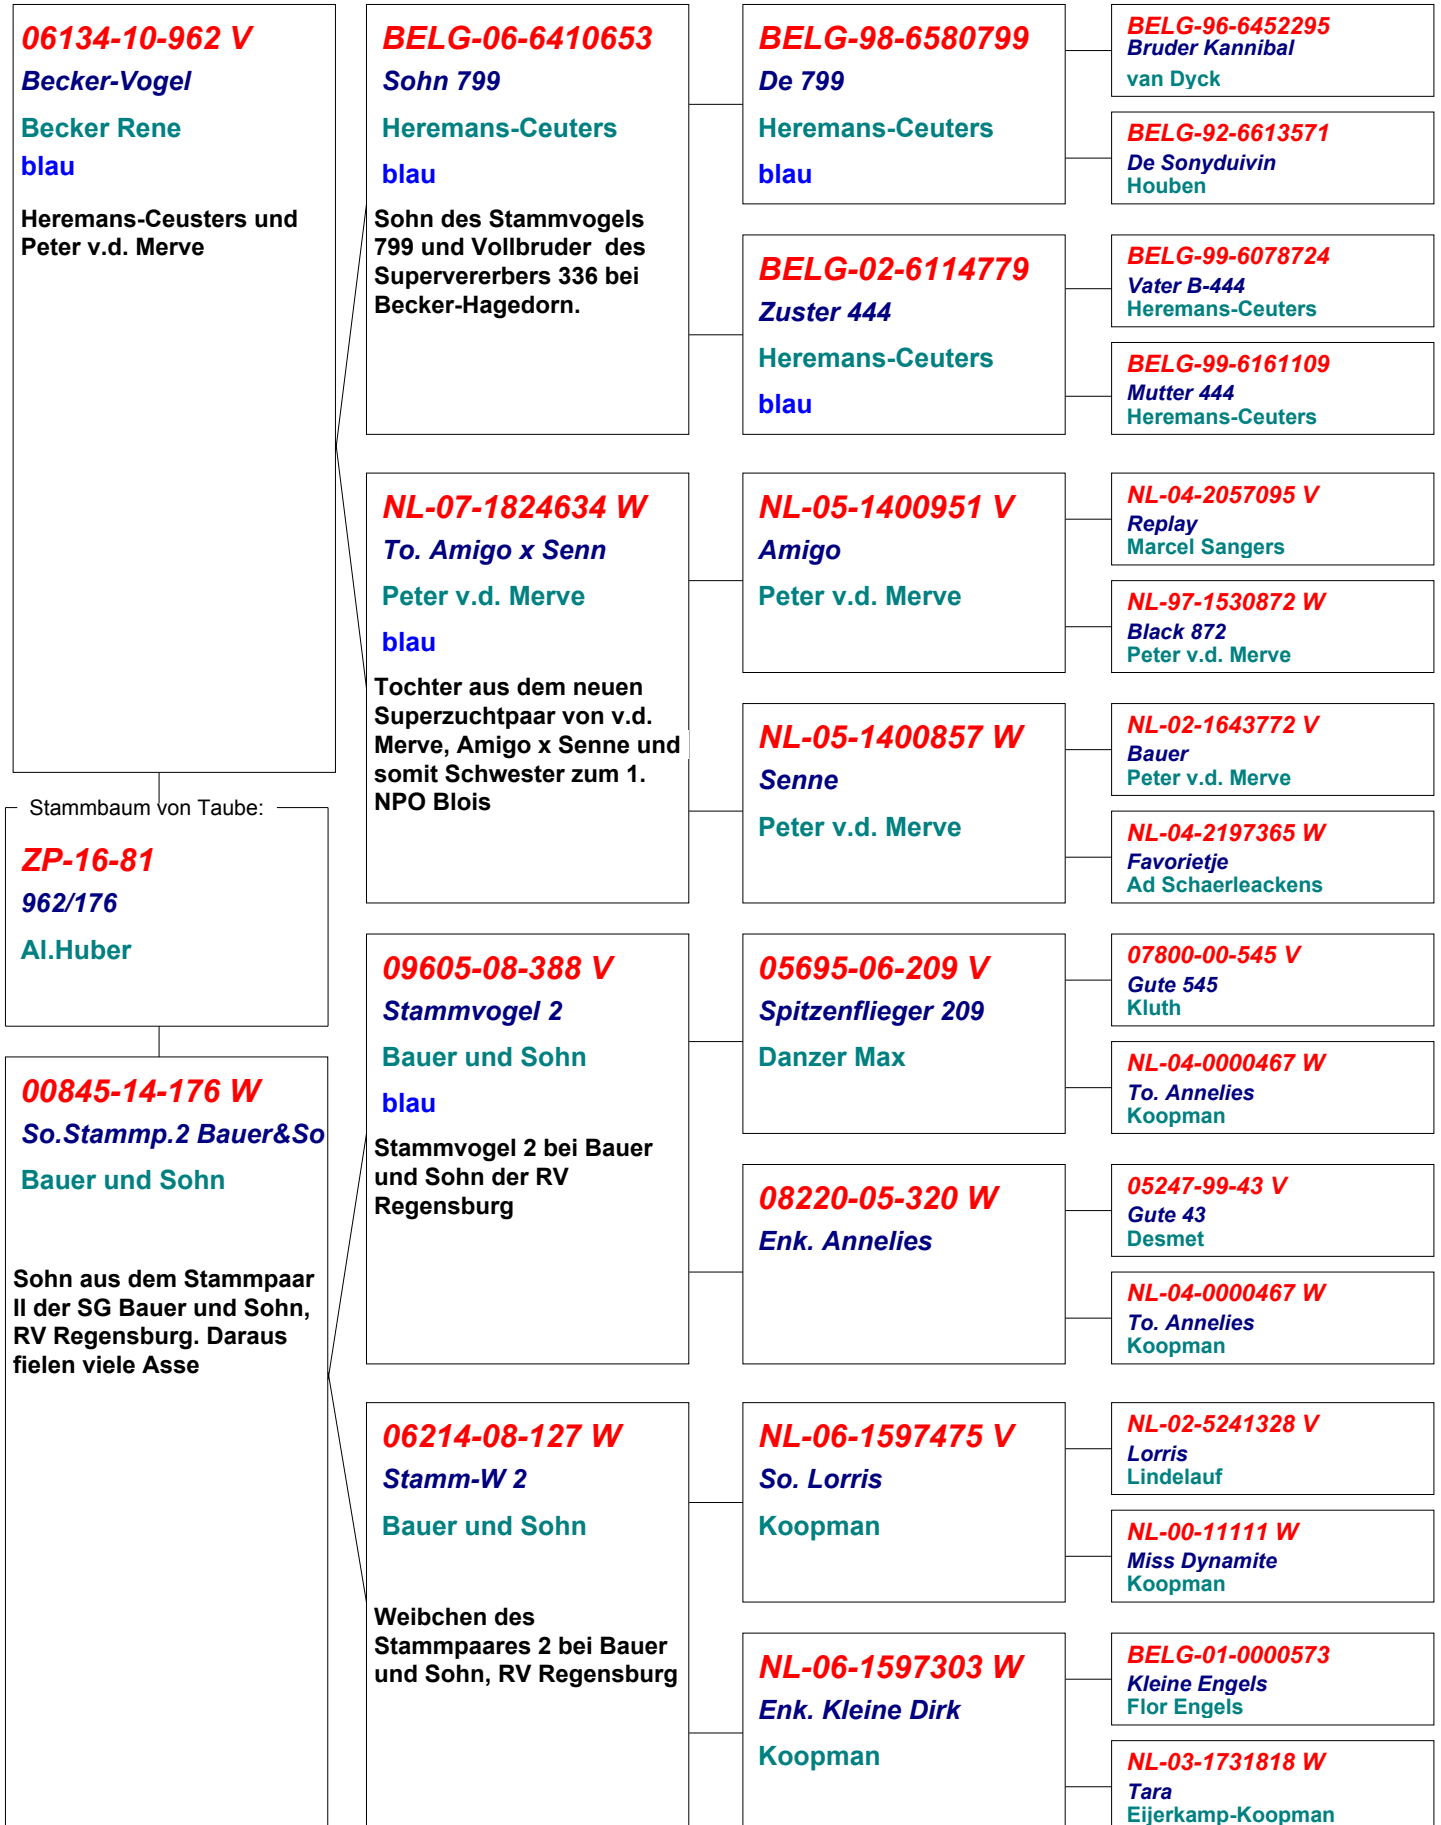 06134-10-962 V
Becker-Vogel
Becker Rene
blau
Heremans-Ceusters und
Peter v.d. Merve
Stammbaum von Taube:
ZP-16-81
962/176
Al.Huber
00845-14-176 W
So.Stammp.2 Bauer&So
Bauer und Sohn
Sohn aus dem Stammpaar
II der SG Bauer und Sohn,
RV Regensburg. Daraus
fielen viele Asse
BELG-06-6410653
Sohn 799
Heremans-Ceuters
blau
Sohn des Stammvogels
799 und Vollbruder des
Supervererbers 336 bei
Becker-Hagedorn.
NL-07-1824634 W
To. Amigo x Senn
Peter v.d. Merve
blau
Tochter aus dem neuen
Superzuchtpaar von v.d.
Merve, Amigo x Senne und
somit Schwester zum 1.
NPO Blois
09605-08-388 V
Stammvogel 2
Bauer und Sohn
blau
Stammvogel 2 bei Bauer
und Sohn der RV
Regensburg
06214-08-127 W
Stamm-W 2
Bauer und Sohn
Weibchen des
Stammpaares 2 bei Bauer
und Sohn, RV Regensburg
BELG-98-6580799
De 799
Heremans-Ceuters
blau
BELG-02-6114779
Zuster 444
Heremans-Ceuters
blau
NL-05-1400951 V
Amigo
Peter v.d. Merve
NL-05-1400857 W
Senne
Peter v.d. Merve
05695-06-209 V
Spitzenflieger 209
Danzer Max
08220-05-320 W
Enk. Annelies
NL-06-1597475 V
So. Lorris
Koopman
NL-06-1597303 W
Enk. Kleine Dirk
Koopman
BELG-96-6452295
Bruder Kannibal
van Dyck
BELG-92-6613571
De Sonyduivin
Houben
BELG-99-6078724
Vater B-444
Heremans-Ceuters
BELG-99-6161109
Mutter 444
Heremans-Ceuters
NL-04-2057095 V
Replay
Marcel Sangers
NL-97-1530872 W
Black 872
Peter v.d. Merve
NL-02-1643772 V
Bauer
Peter v.d. Merve
NL-04-2197365 W
Favorietje
Ad Schaerleackens
07800-00-545 V
Gute 545
Kluth
NL-04-0000467 W
To. Annelies
Koopman
05247-99-43 V
Gute 43
Desmet
NL-04-0000467 W
To. Annelies
Koopman
NL-02-5241328 V
Lorris
Lindelauf
NL-00-11111 W
Miss Dynamite
Koopman
BELG-01-0000573
Kleine Engels
Flor Engels
NL-03-1731818 W
Tara
Eijerkamp-Koopman